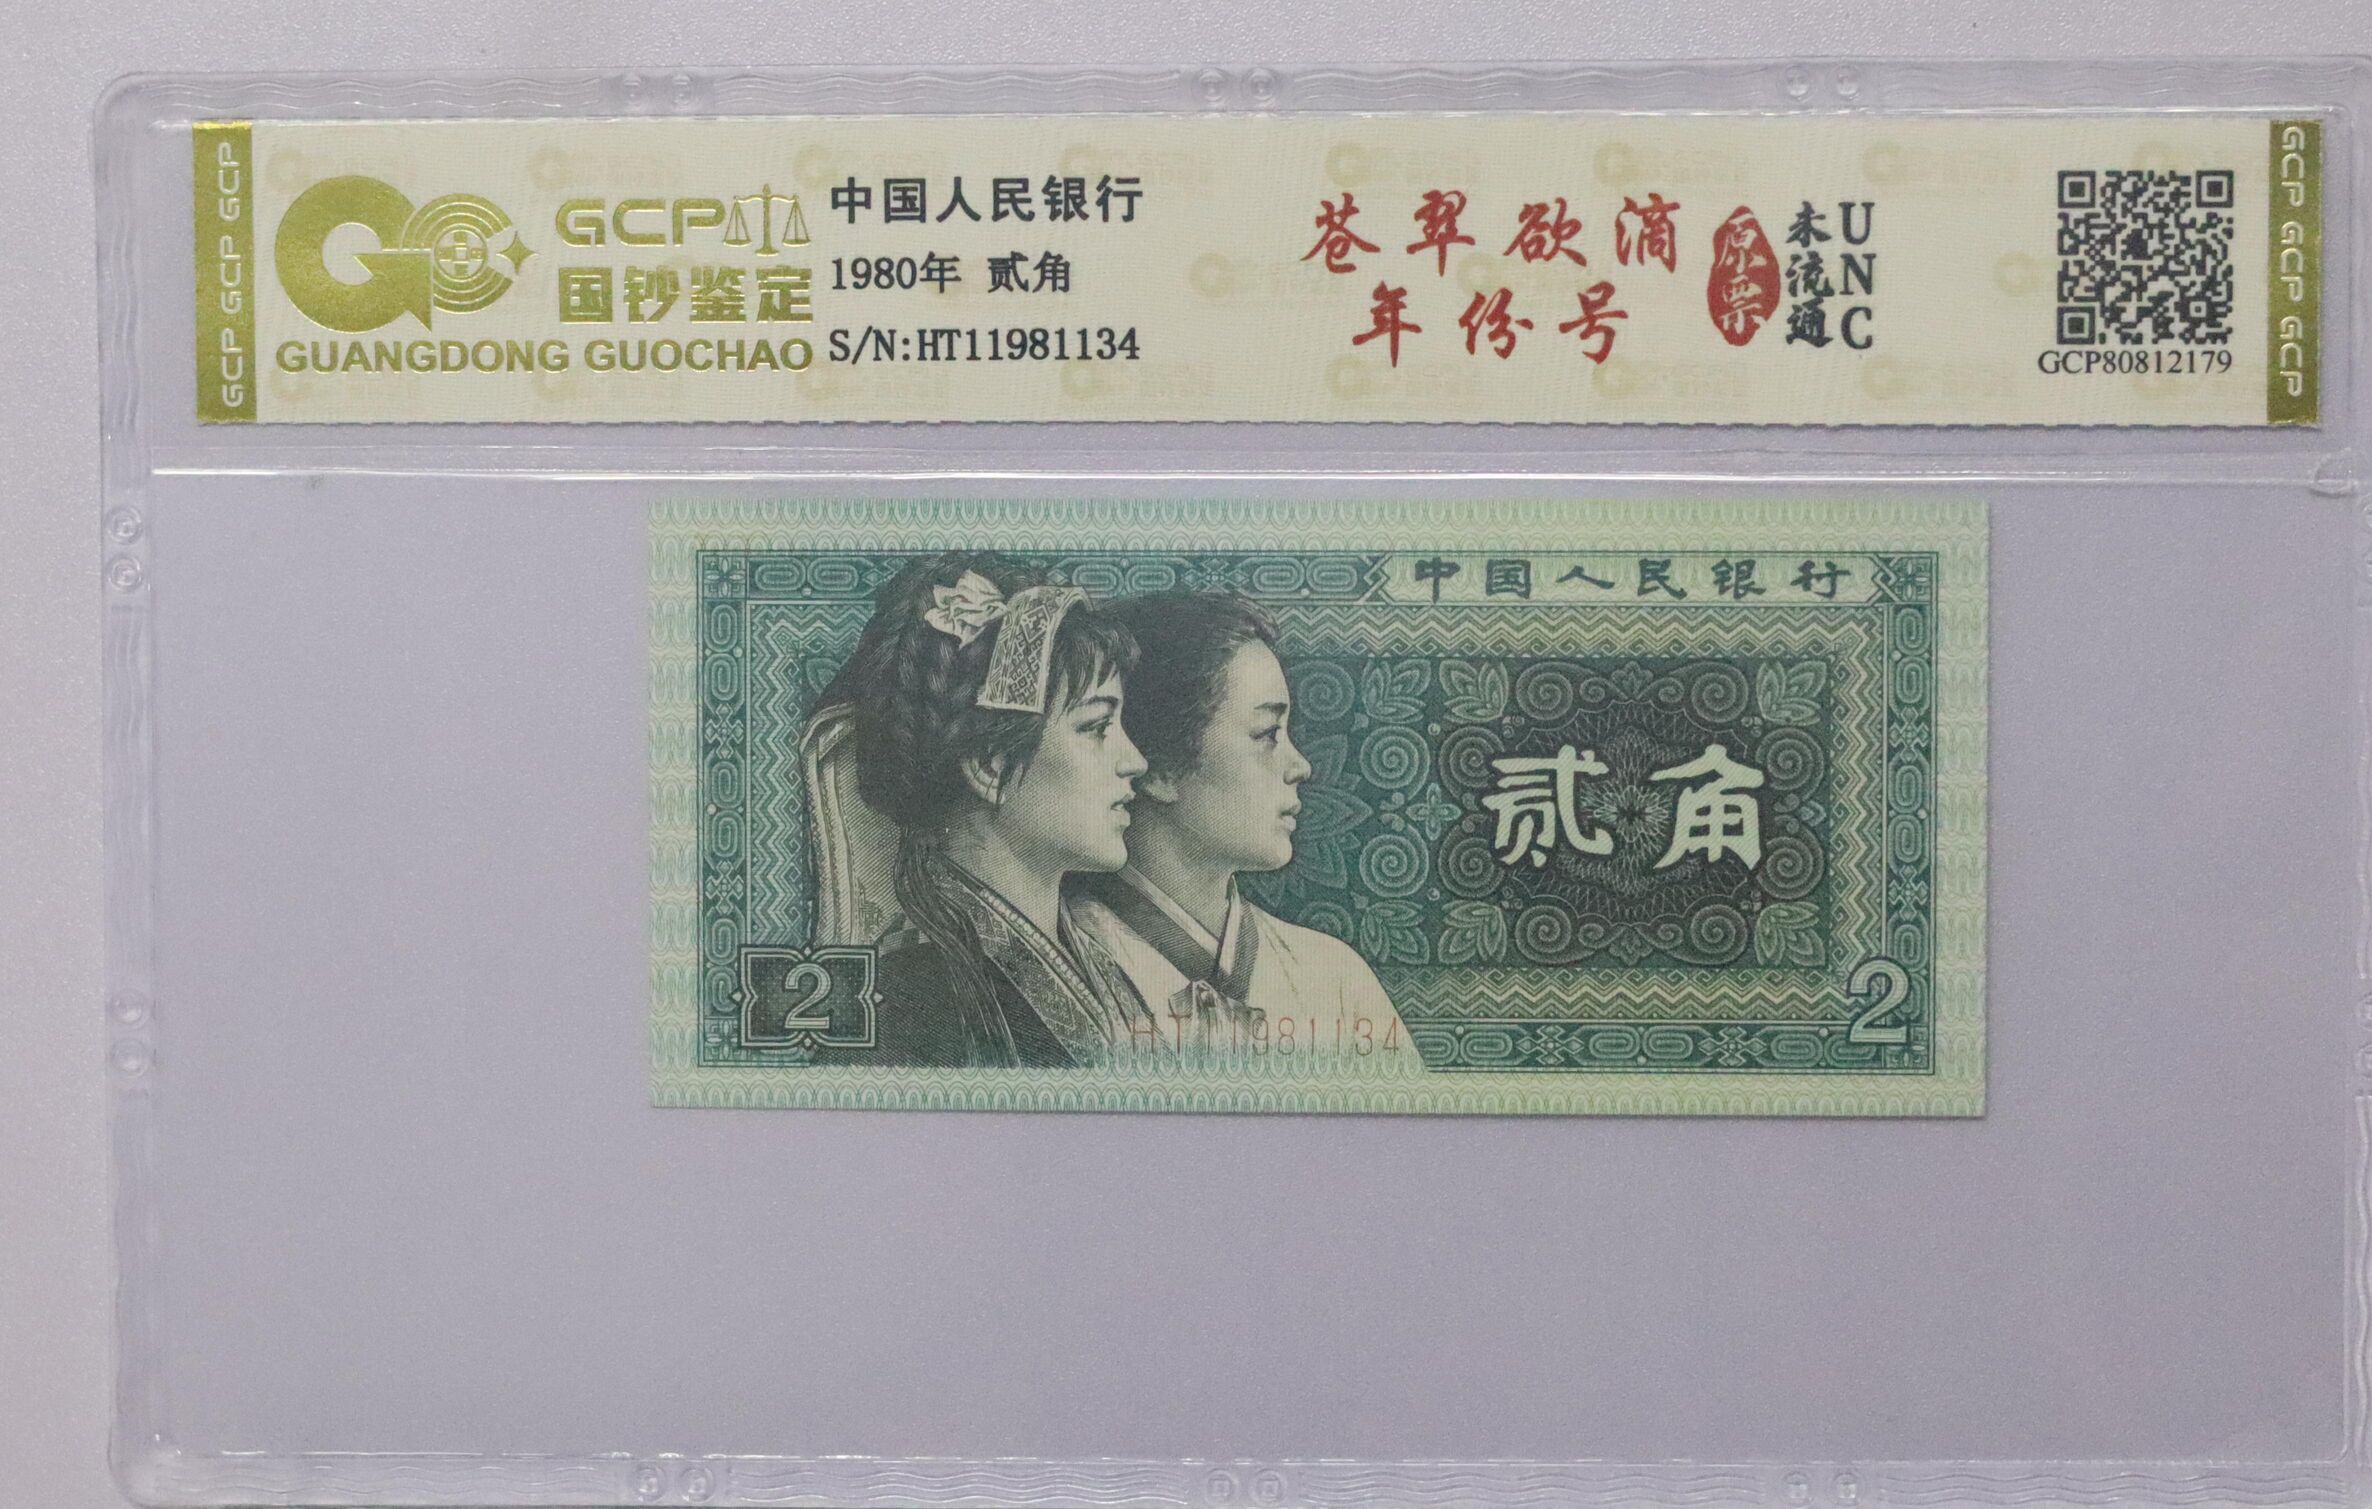 GCP GCP GCP
GCP
国钞鉴定
GUANGDONG GUOCHAO
中国人民银行
1980年 贰角
S/N:HT11981134
苍翠欲滴
年份号
原票
未流通
UNC
GCP80812179
GCP GCP GCP
中国人民银行
贰角
2
2
HT11981134